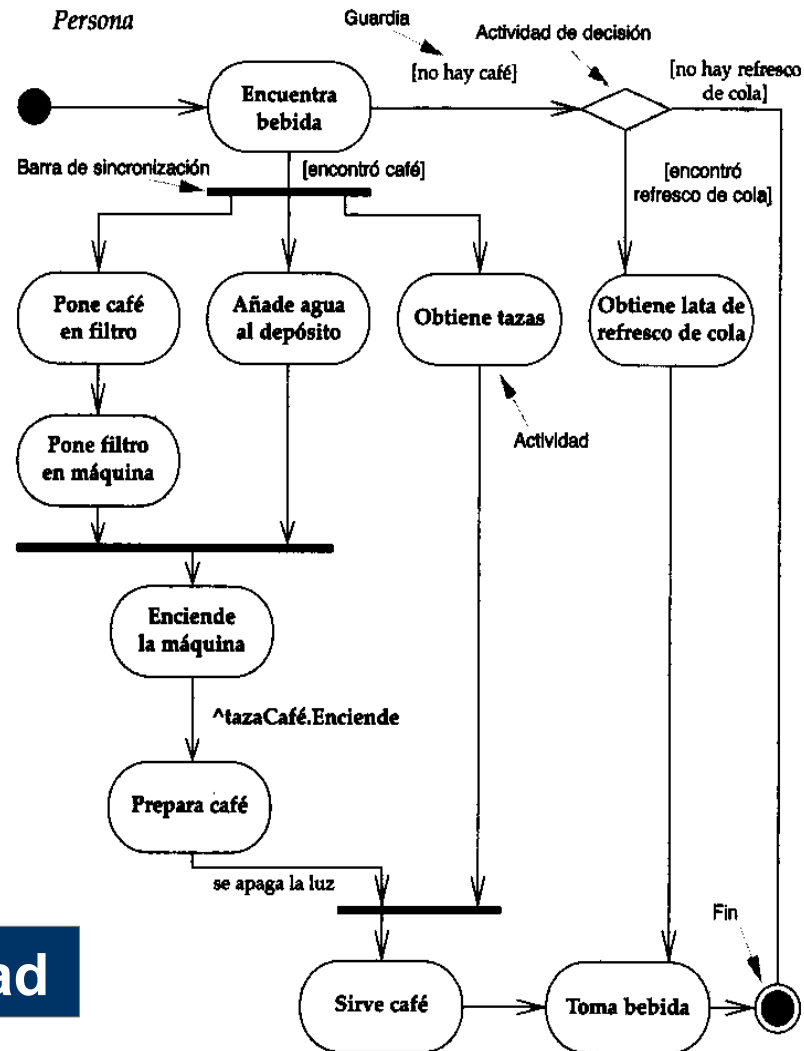 Persona
Guardia
Actividad de decisión
[no hay café]
[no hay refresco
de cola]
Encuentra
bebida
Barra de sincronización
[encontró café]
[encontró
refresco de cola]
Pone café
en filtro
Añade agua
al depósito
Obtiene tazas
Obtiene lata de
refresco de cola
Actividad
Pone filtro
en máquina
Enciende
la máquina
^tazaCafé.Enciende
Prepara café
se apaga la luz
Fin
ad
Sirve café
Toma bebida